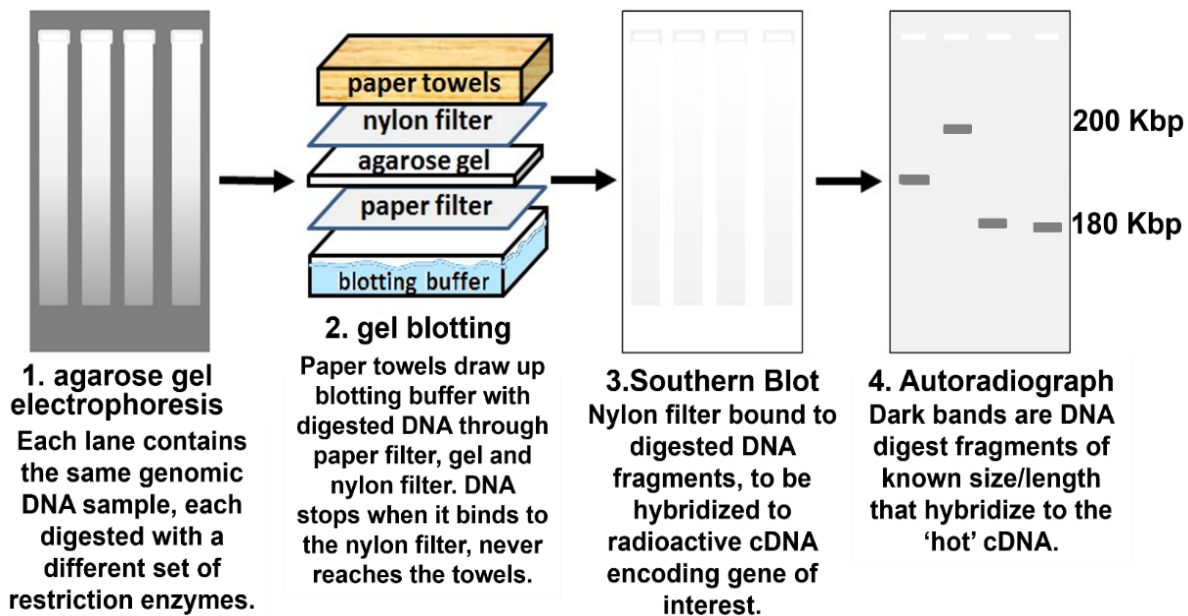 paper towels
nylon filter
agarose gel
paper filter
blotting buffer
200 Kbp
180 Kbp
1. agarose gel
electrophoresis
Each lane contains
the same genomic
DNA sample, each
digested with a
different set of
restriction enzymes.
2. gel blotting
Paper towels draw up
blotting buffer with
digested DNA through
paper filter, gel and
nylon filter. DNA
stops when it binds to
the nylon filter, never
reaches the towels.
3.Southern Blot
Nylon filter bound to
digested DNA
fragments, to be
hybridized to
radioactive cDNA
encoding gene of
interest.
4. Autoradiograph
Dark bands are DNA
digest fragments of
known size/length
that hybridize to the
‘hot’ cDNA.